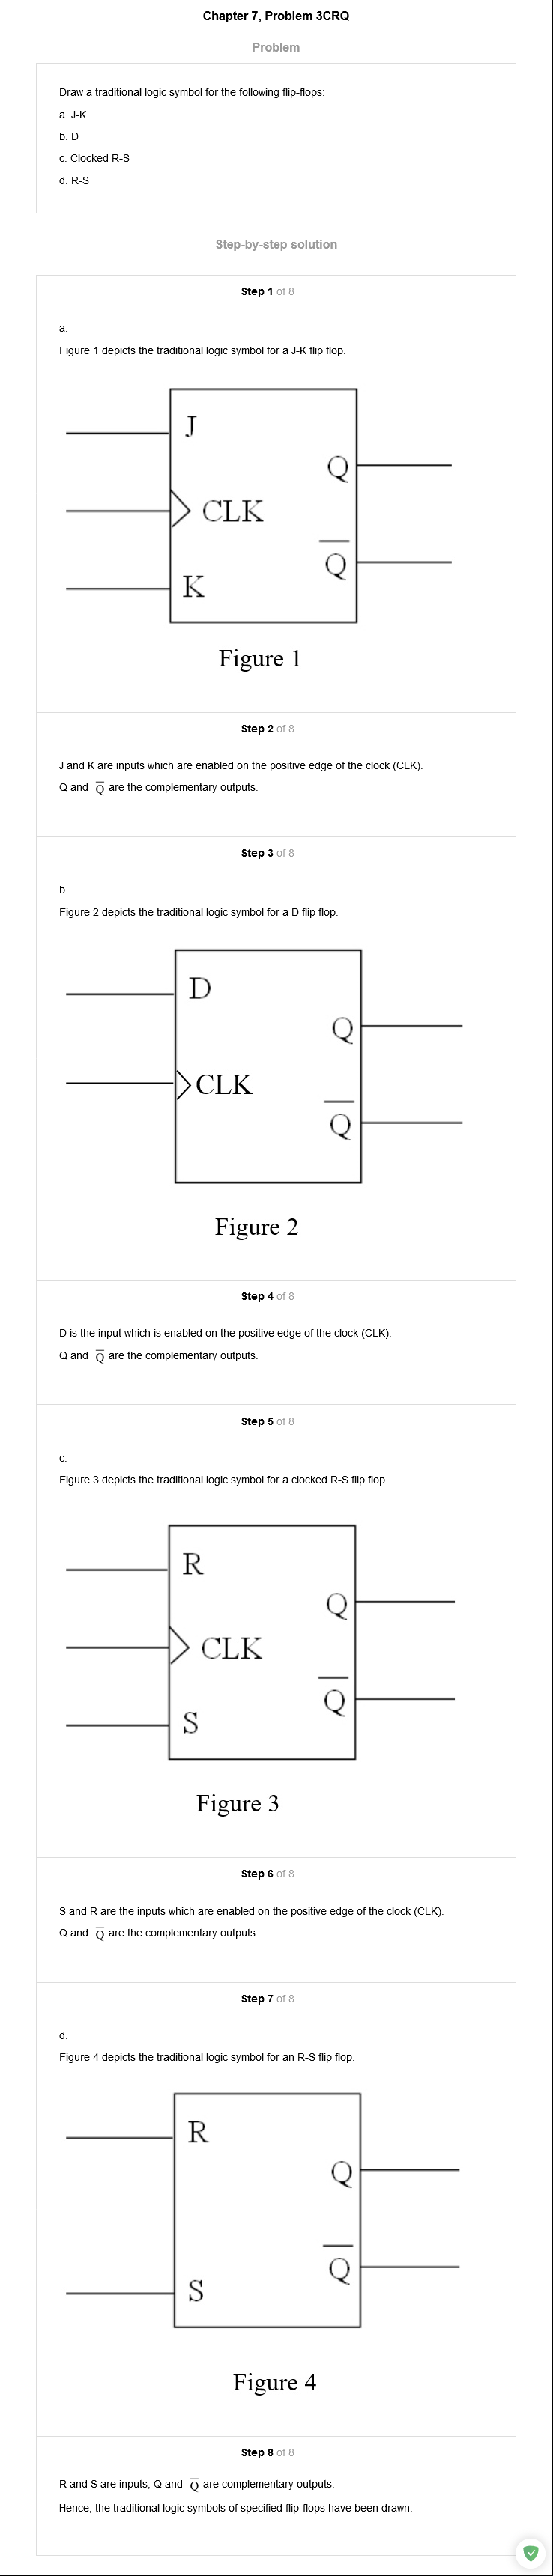 Chapter 7, Problem 3CRQ
Problem
Draw a traditional logic symbol for the following flip-flops:
a. J-K
b. D
c. Clocked R-S
d. R-S
Step-by-step solution
Step 1 of 8
a.
Figure 1 depicts the traditional logic symbol for a J-K flip flop.
J
Q
CLK
Q̅
K
Figure 1
Step 2 of 8
J and K are inputs which are enabled on the positive edge of the clock (CLK).
Q and Q̅ are the complementary outputs.
Step 3 of 8
b.
Figure 2 depicts the traditional logic symbol for a D flip flop.
D
Q
CLK
Q̅
Figure 2
Step 4 of 8
D is the input which is enabled on the positive edge of the clock (CLK).
Q and Q̅ are the complementary outputs.
Step 5 of 8
c.
Figure 3 depicts the traditional logic symbol for a clocked R-S flip flop.
R
Q
CLK
Q̅
S
Figure 3
Step 6 of 8
S and R are the inputs which are enabled on the positive edge of the clock (CLK).
Q and Q̅ are the complementary outputs.
Step 7 of 8
d.
Figure 4 depicts the traditional logic symbol for an R-S flip flop.
R
Q
Q̅
S
Figure 4
Step 8 of 8
R and S are inputs, Q and Q̅ are complementary outputs.
Hence, the traditional logic symbols of specified flip-flops have been drawn.